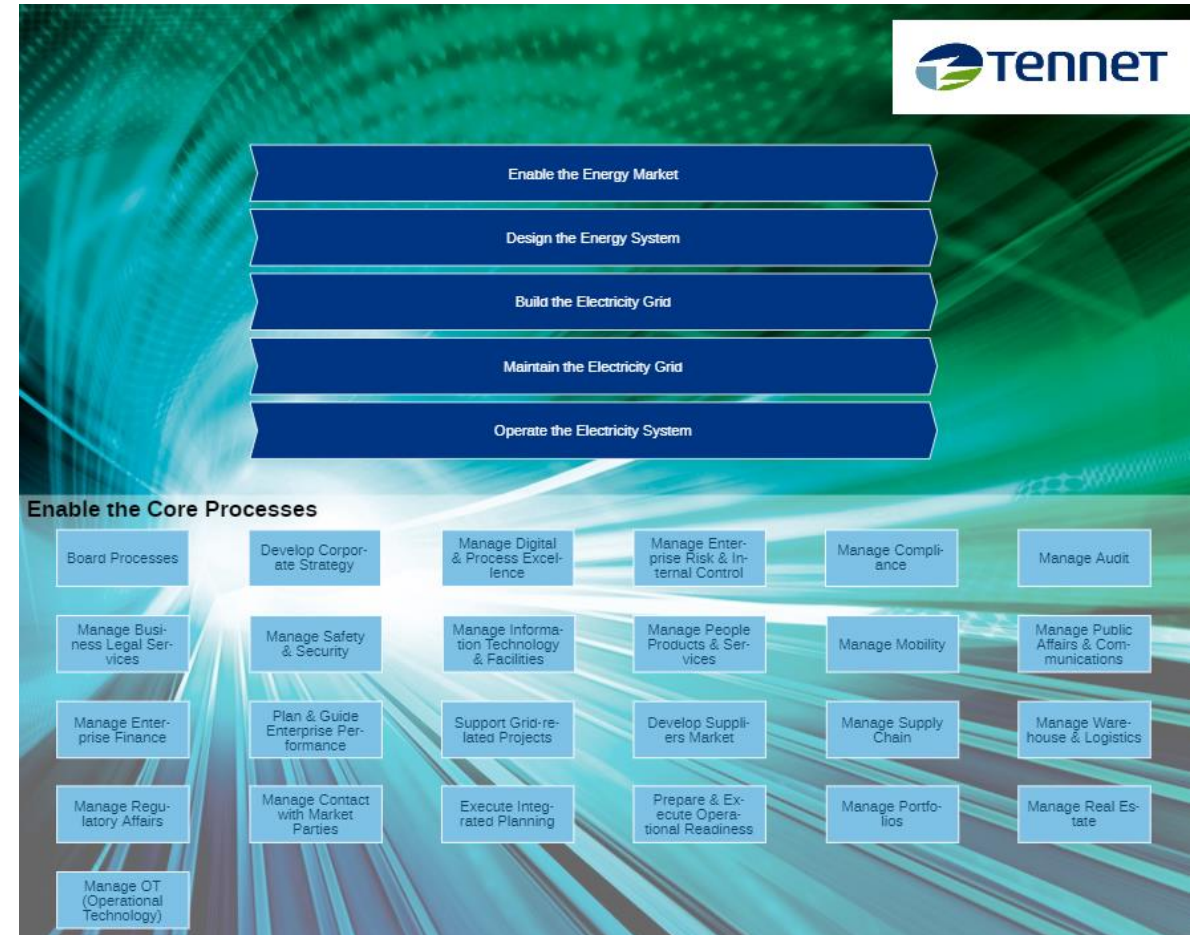 TenneT
Enable the Energy Market
Design the Energy System
Build the Electricity Grid
Maintain the Electricity Grid
Operate the Electricity System
Enable the Core Processes
Board Processes
Develop Corpor-
ate Strategy
Manage Digital
& Process Excel-
lence
Manage Enter-
prise Risk & In-
ternal Control
Manage Compli-
ance
Manage Audit
Manage Busi-
ness Legal Ser-
vices
Manage Safety
& Security
Manage Informa-
tion Technology
& Facilities
Manage People
Products & Ser-
vices
Manage Mobility
Manage Public
Affairs & Com-
munications
Manage Enter-
prise Finance
Plan & Guide
Enterprise Per-
formance
Support Grid-re-
lated Projects
Develop Suppli-
ers Market
Manage Supply
Chain
Manage Ware-
house & Logistics
Manage Regu-
latory Affairs
Manage Contact
with Market
Parties
Execute Integ-
rated Planning
Prepare & Ex-
ecute Opera-
tional Readiness
Manage Portfo-
lios
Manage Real Es-
tate
Manage OT
(Operational
Technology)